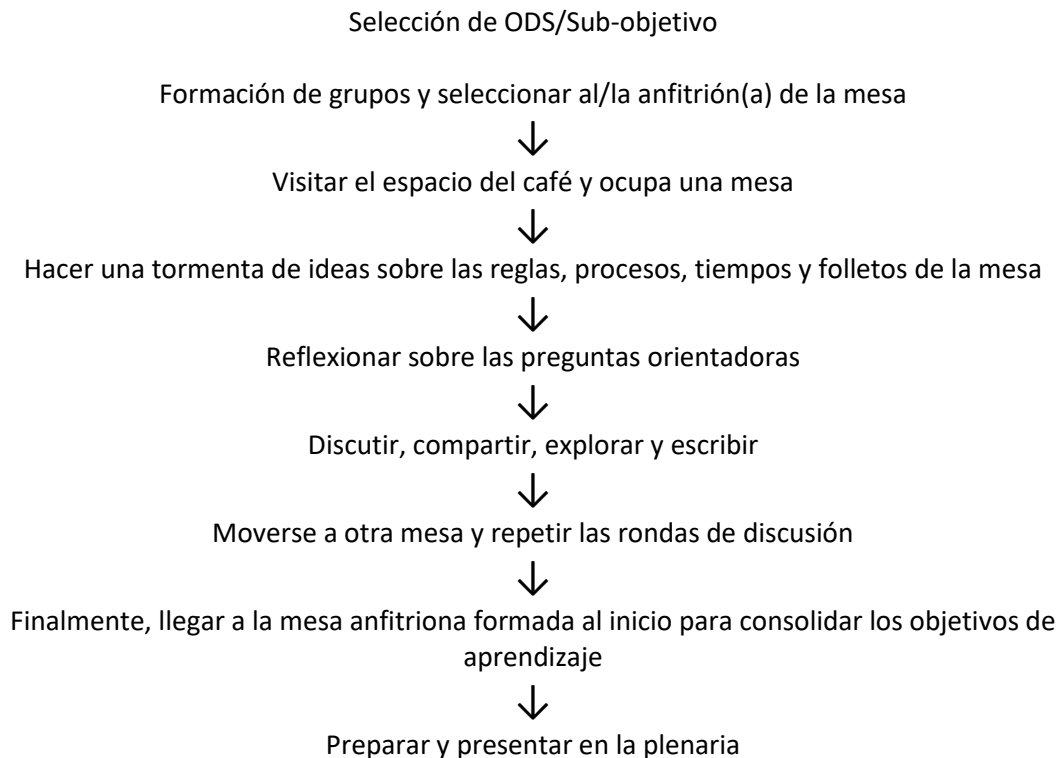 Selección de ODS/Sub-objetivo
Formación de grupos y seleccionar al/la anfitrión(a) de la mesa
Visitar el espacio del café y ocupa una mesa
Hacer una tormenta de ideas sobre las reglas, procesos, tiempos y folletos de la mesa
Reflexionar sobre las preguntas orientadoras
Discutir, compartir, explorar y escribir
Moverse a otra mesa y repetir las rondas de discusión
Finalmente, llegar a la mesa anfitriona formada al inicio para consolidar los objetivos de
aprendizaje
Preparar y presentar en la plenaria